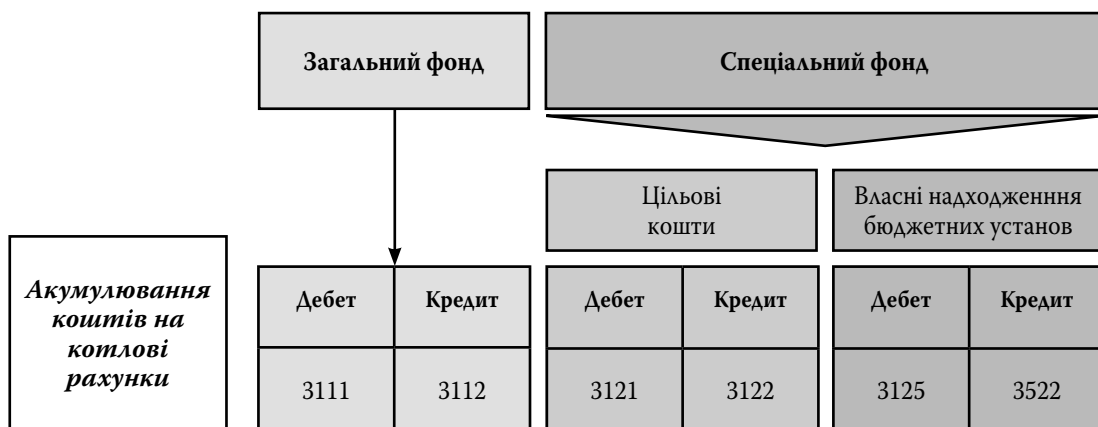 Загальний фонд
Спеціальний фонд
Цільові
кошти
Власні надходженння
бюджетних установ
Акумулювання
коштів на
котлові
рахунки
Дебет
Кредит
Дебет
Кредит
Дебет
Кредит
3111
3112
3121
3122
3125
3522